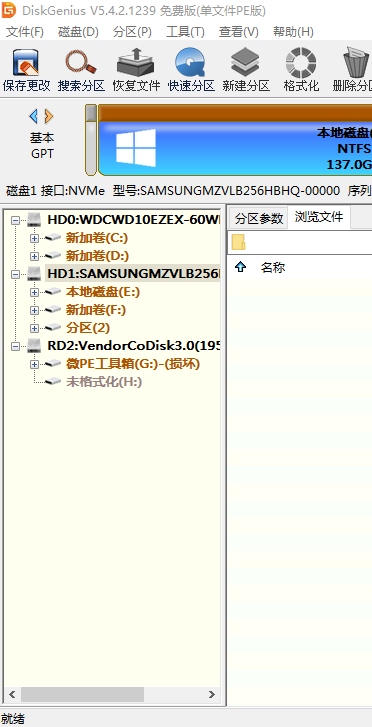 DiskGenius V5.4.2.1239 免费版(单文件PE版)
文件(F) 磁盘(D) 分区(P) 工具(T) 查看(V) 帮助(H)
保存更改 搜索分区 恢复文件 快速分区 新建分区 格式化 删除分区
基本
GPT
本地磁盘(
NTFS
137.0G
磁盘1 接口:NVMe 型号:SAMSUNGMZVLB256HBHQ-00000 序列
HD0:WDCWD10EZEX-60W
新加卷(C:)
新加卷(D:)
HD1:SAMSUNGMZVLB256
本地磁盘(E:)
新加卷(F:)
分区(2)
RD2:VendorCoDisk3.0(195
微PE工具箱(G:)-(损坏)
未格式化(H:)
分区参数 浏览文件
名称
就绪